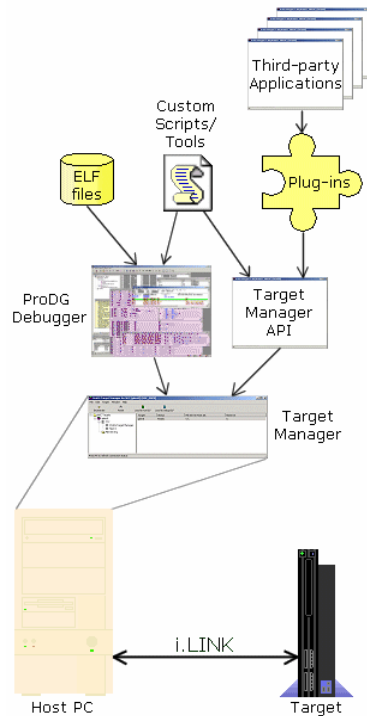 Third-party
Applications
Custom
Scripts/
Tools
ELF
files
Plug-ins
ProDG
Debugger
Target
Manager
API
Target
Manager
i.LINK
Host PC
Target